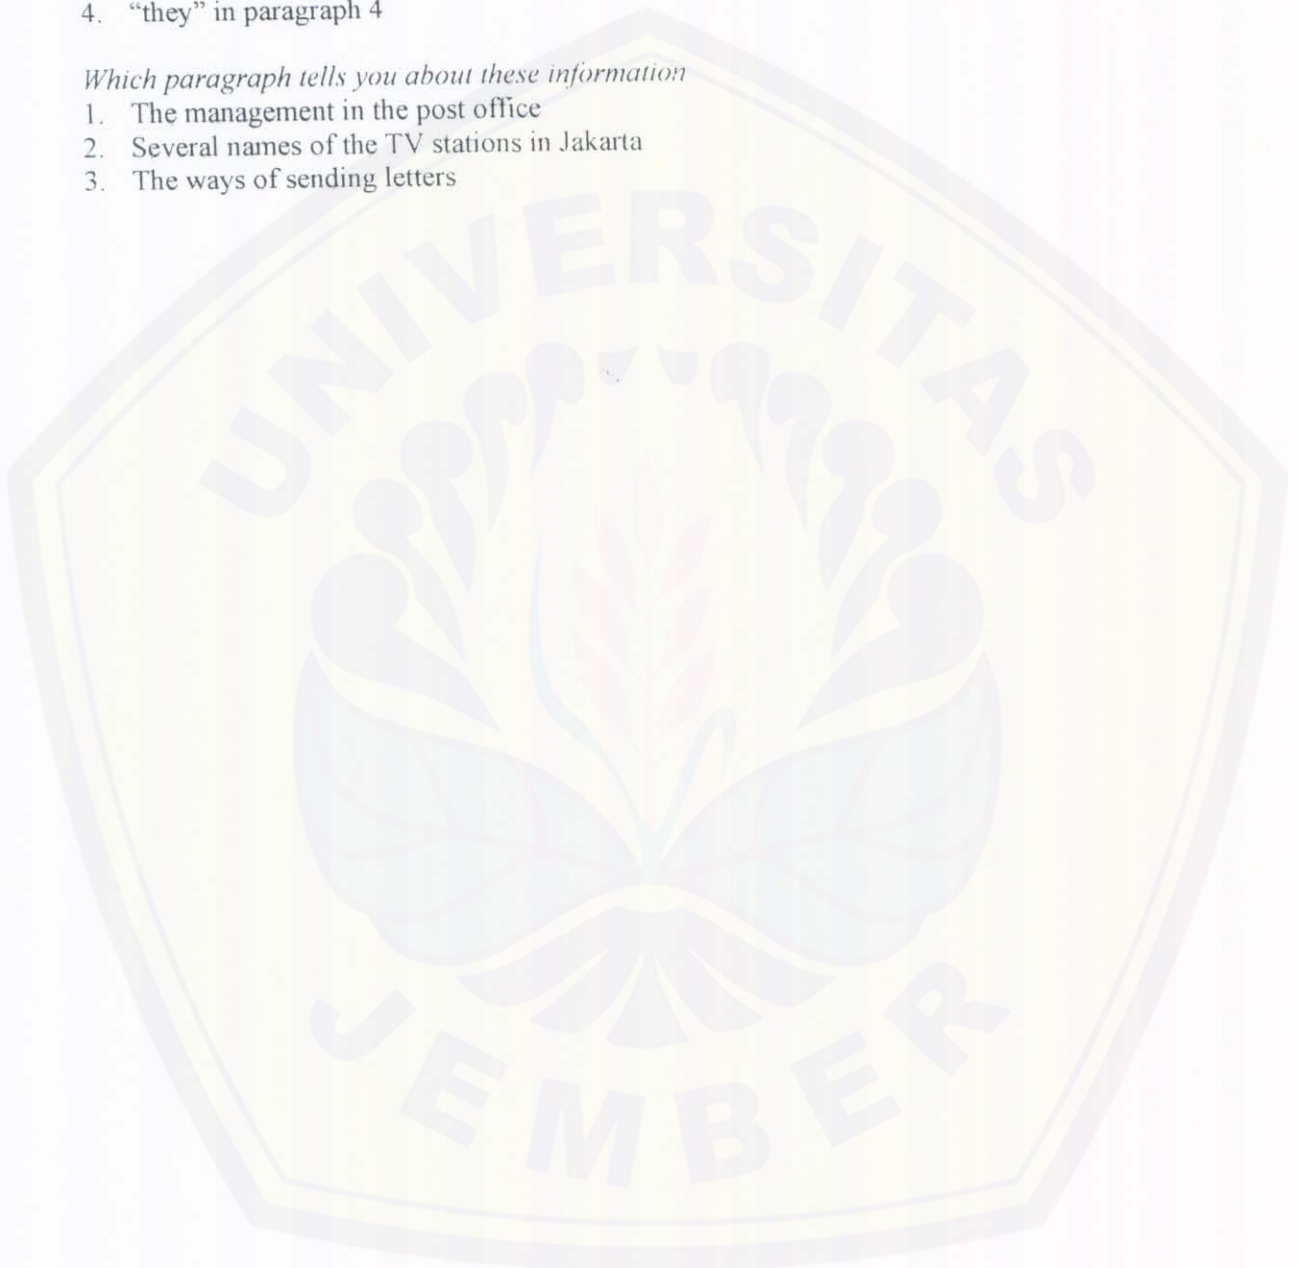 4. “they” in paragraph 4
Which paragraph tells you about these information
1. The management in the post office
2. Several names of the TV stations in Jakarta
3. The ways of sending letters
UNIVERSITAS
JEMBER